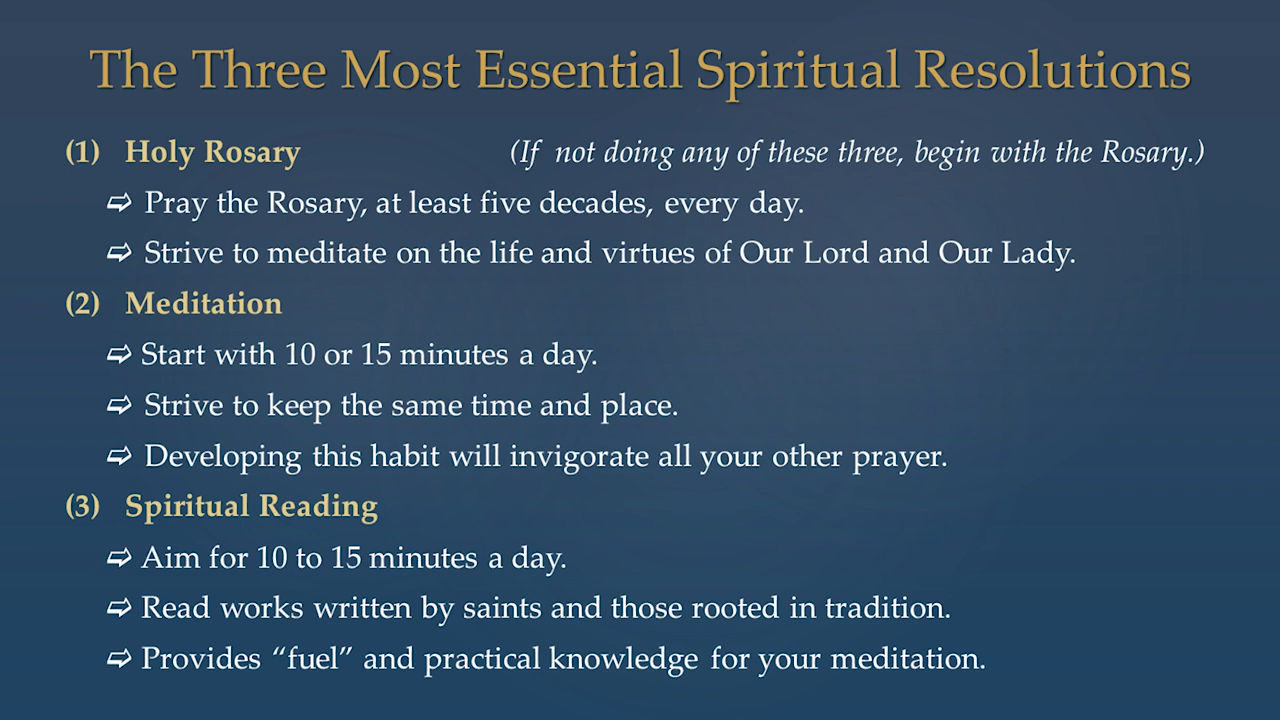 The Three Most Essential Spiritual Resolutions
(1) Holy Rosary (If not doing any of these three, begin with the Rosary.)
⇨ Pray the Rosary, at least five decades, every day.
⇨ Strive to meditate on the life and virtues of Our Lord and Our Lady.
(2) Meditation
⇨ Start with 10 or 15 minutes a day.
⇨ Strive to keep the same time and place.
⇨ Developing this habit will invigorate all your other prayer.
(3) Spiritual Reading
⇨ Aim for 10 to 15 minutes a day.
⇨ Read works written by saints and those rooted in tradition.
⇨ Provides “fuel” and practical knowledge for your meditation.